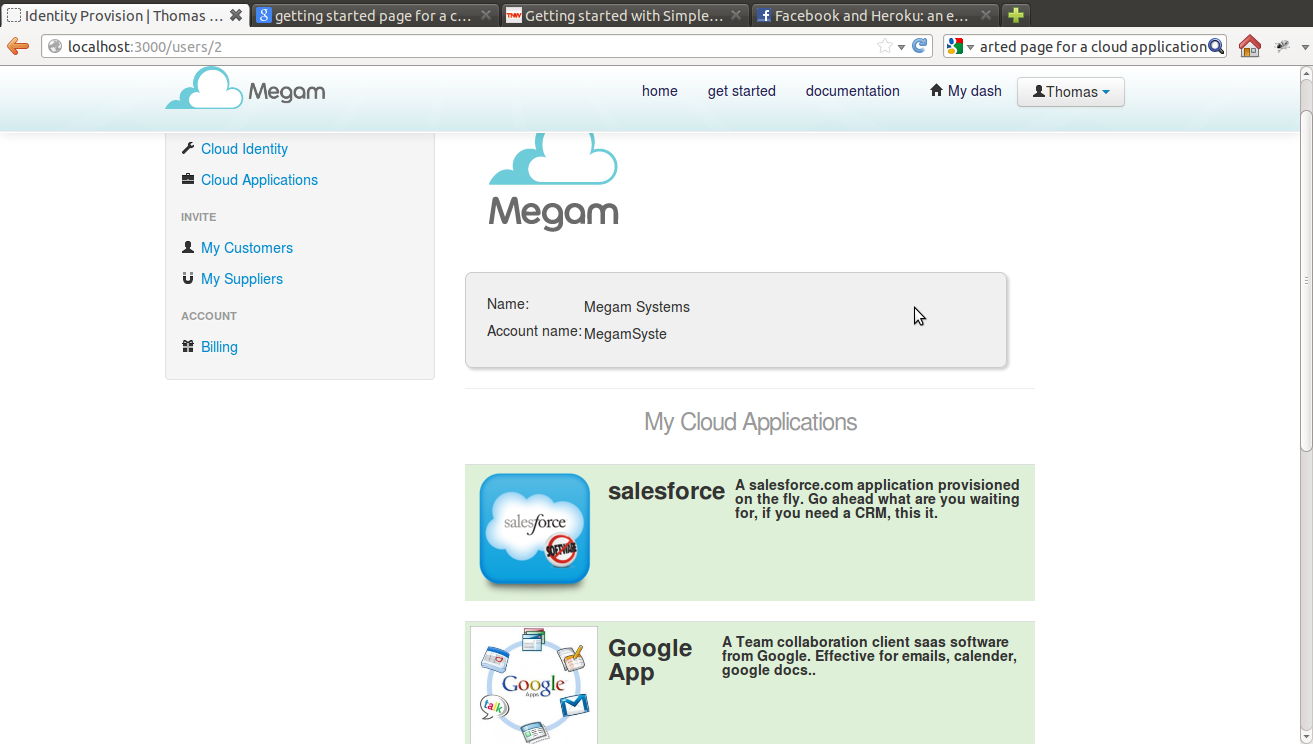 Identity Provision | Thomas ...
getting started page for a c...
TNW
Getting started with Simple...
Facebook and Heroku: an e...
localhost:3000/users/2
arted page for a cloud application
Megam
home
get started
documentation
My dash
Thomas
Cloud Identity
Cloud Applications
INVITE
My Customers
My Suppliers
ACCOUNT
Billing
Megam
Name:
Megam Systems
Account name:
MegamSyste
My Cloud Applications
salesforce
SOFTWARE
salesforce
A salesforce.com application provisioned
on the fly. Go ahead what are you waiting
for, if you need a CRM, this it.
Google
Apps
talk
Google
App
A Team collaboration client saas software
from Google. Effective for emails, calender,
google docs..